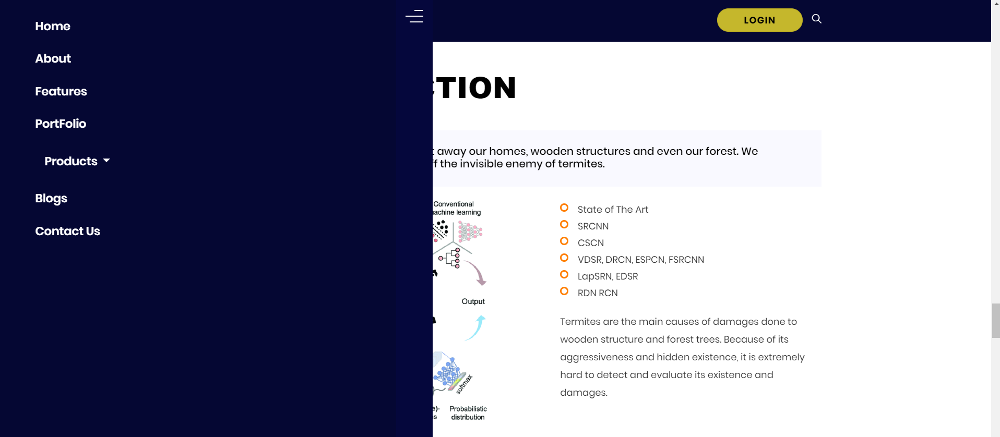 Home
About
Features
PortFolio
Products
Blogs
Contact Us
LOGIN
CTION
away our homes, wooden structures and even our forest. We
the invisible enemy of termites.
Conventional
machine learning
Output
softmax
Probabilistic
distribution
State of The Art
SRCNN
CSCN
VDSR, DRCN, ESPCN, FSRCNN
LapSRN, EDSR
RDN RCN
Termites are the main causes of damages done to
wooden structure and forest trees. Because of its
aggressiveness and hidden existence, it is extremely
hard to detect and evaluate its existence and
damages.